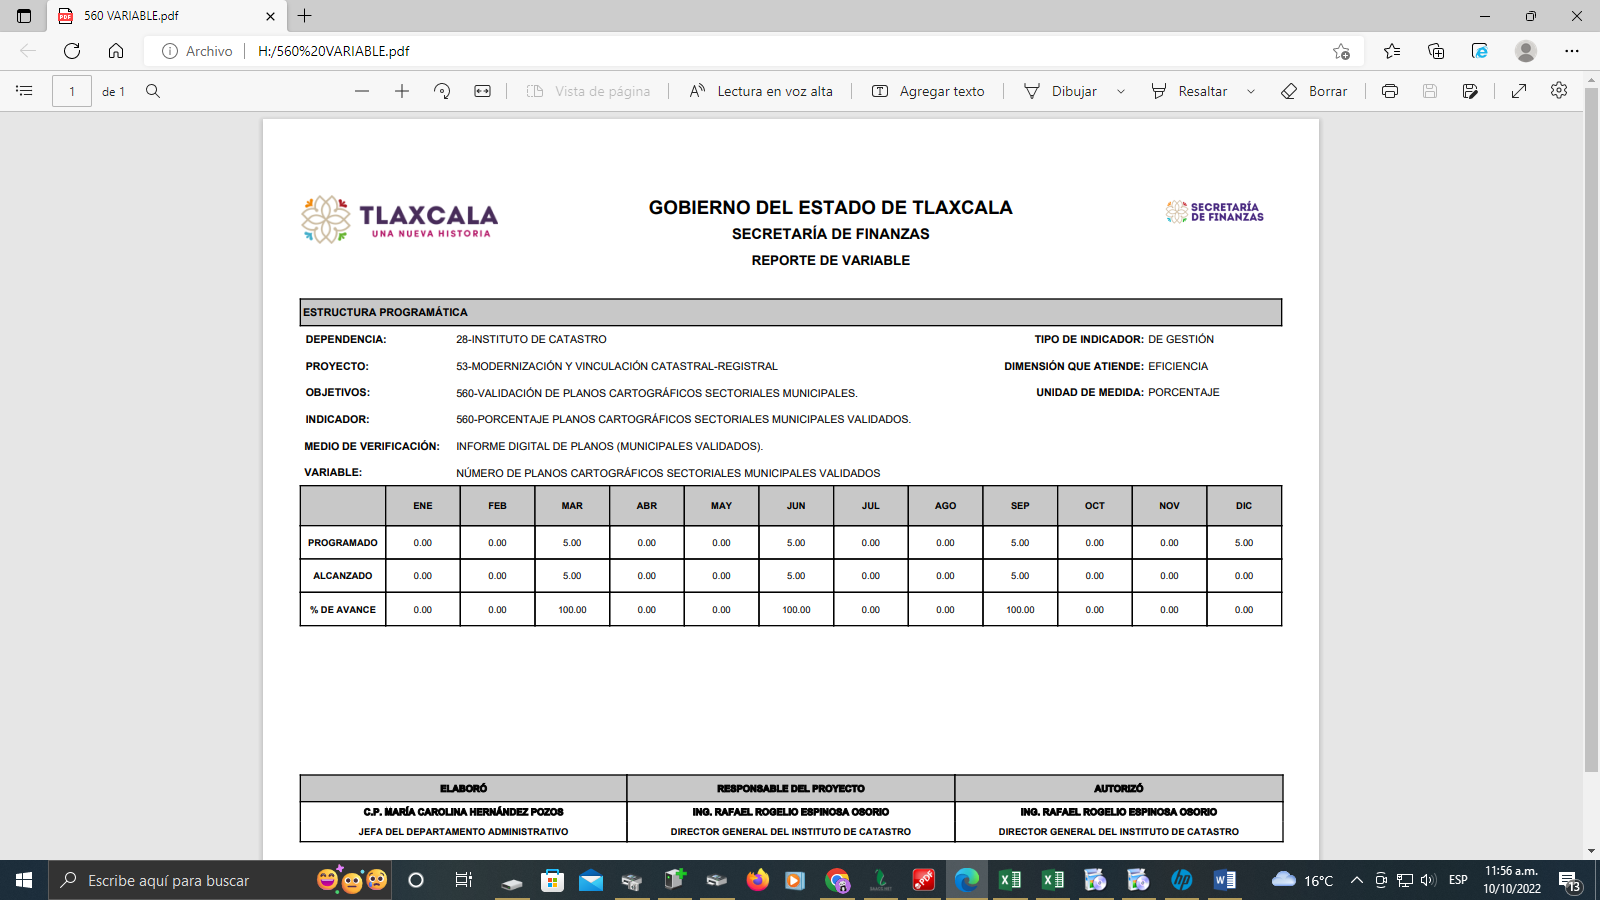 560 VARIABLE.pdf
Archivo H:/560%20VARIABLE.pdf
1 de 1 Vista de página Lectura en voz alta Agregar texto Dibujar Resaltar Borrar
TLAXCALA
UNA NUEVA HISTORIA
GOBIERNO DEL ESTADO DE TLAXCALA
SECRETARÍA DE FINANZAS
REPORTE DE VARIABLE
SECRETARÍA
DE FINANZAS
ESTRUCTURA PROGRAMÁTICA
DEPENDENCIA: 28-INSTITUTO DE CATASTRO TIPO DE INDICADOR: DE GESTIÓN
PROYECTO: 53-MODERNIZACIÓN Y VINCULACIÓN CATASTRAL-REGISTRAL DIMENSIÓN QUE ATIENDE: EFICIENCIA
OBJETIVOS: 560-VALIDACIÓN DE PLANOS CARTOGRÁFICOS SECTORIALES MUNICIPALES. UNIDAD DE MEDIDA: PORCENTAJE
INDICADOR: 560-PORCENTAJE PLANOS CARTOGRÁFICOS SECTORIALES MUNICIPALES VALIDADOS.
MEDIO DE VERIFICACIÓN: INFORME DIGITAL DE PLANOS (MUNICIPALES VALIDADOS).
VARIABLE: NÚMERO DE PLANOS CARTOGRÁFICOS SECTORIALES MUNICIPALES VALIDADOS
ENE FEB MAR ABR MAY JUN JUL AGO SEP OCT NOV DIC
PROGRAMADO 0.00 0.00 5.00 0.00 0.00 5.00 0.00 0.00 5.00 0.00 0.00 5.00
ALCANZADO 0.00 0.00 5.00 0.00 0.00 5.00 0.00 0.00 5.00 0.00 0.00 0.00
% DE AVANCE 0.00 0.00 100.00 0.00 0.00 100.00 0.00 0.00 100.00 0.00 0.00 0.00
ELABORÓ RESPONSABLE DEL PROYECTO AUTORIZÓ
C.P. MARÍA CAROLINA HERNÁNDEZ POZOS ING. RAFAEL ROGELIO ESPINOSA OSORIO ING. RAFAEL ROGELIO ESPINOSA OSORIO
JEFA DEL DEPARTAMENTO ADMINISTRATIVO DIRECTOR GENERAL DEL INSTITUTO DE CATASTRO DIRECTOR GENERAL DEL INSTITUTO DE CATASTRO
Escribe aquí para buscar 16°C ESP 11:56 a.m.
10/10/2022 13